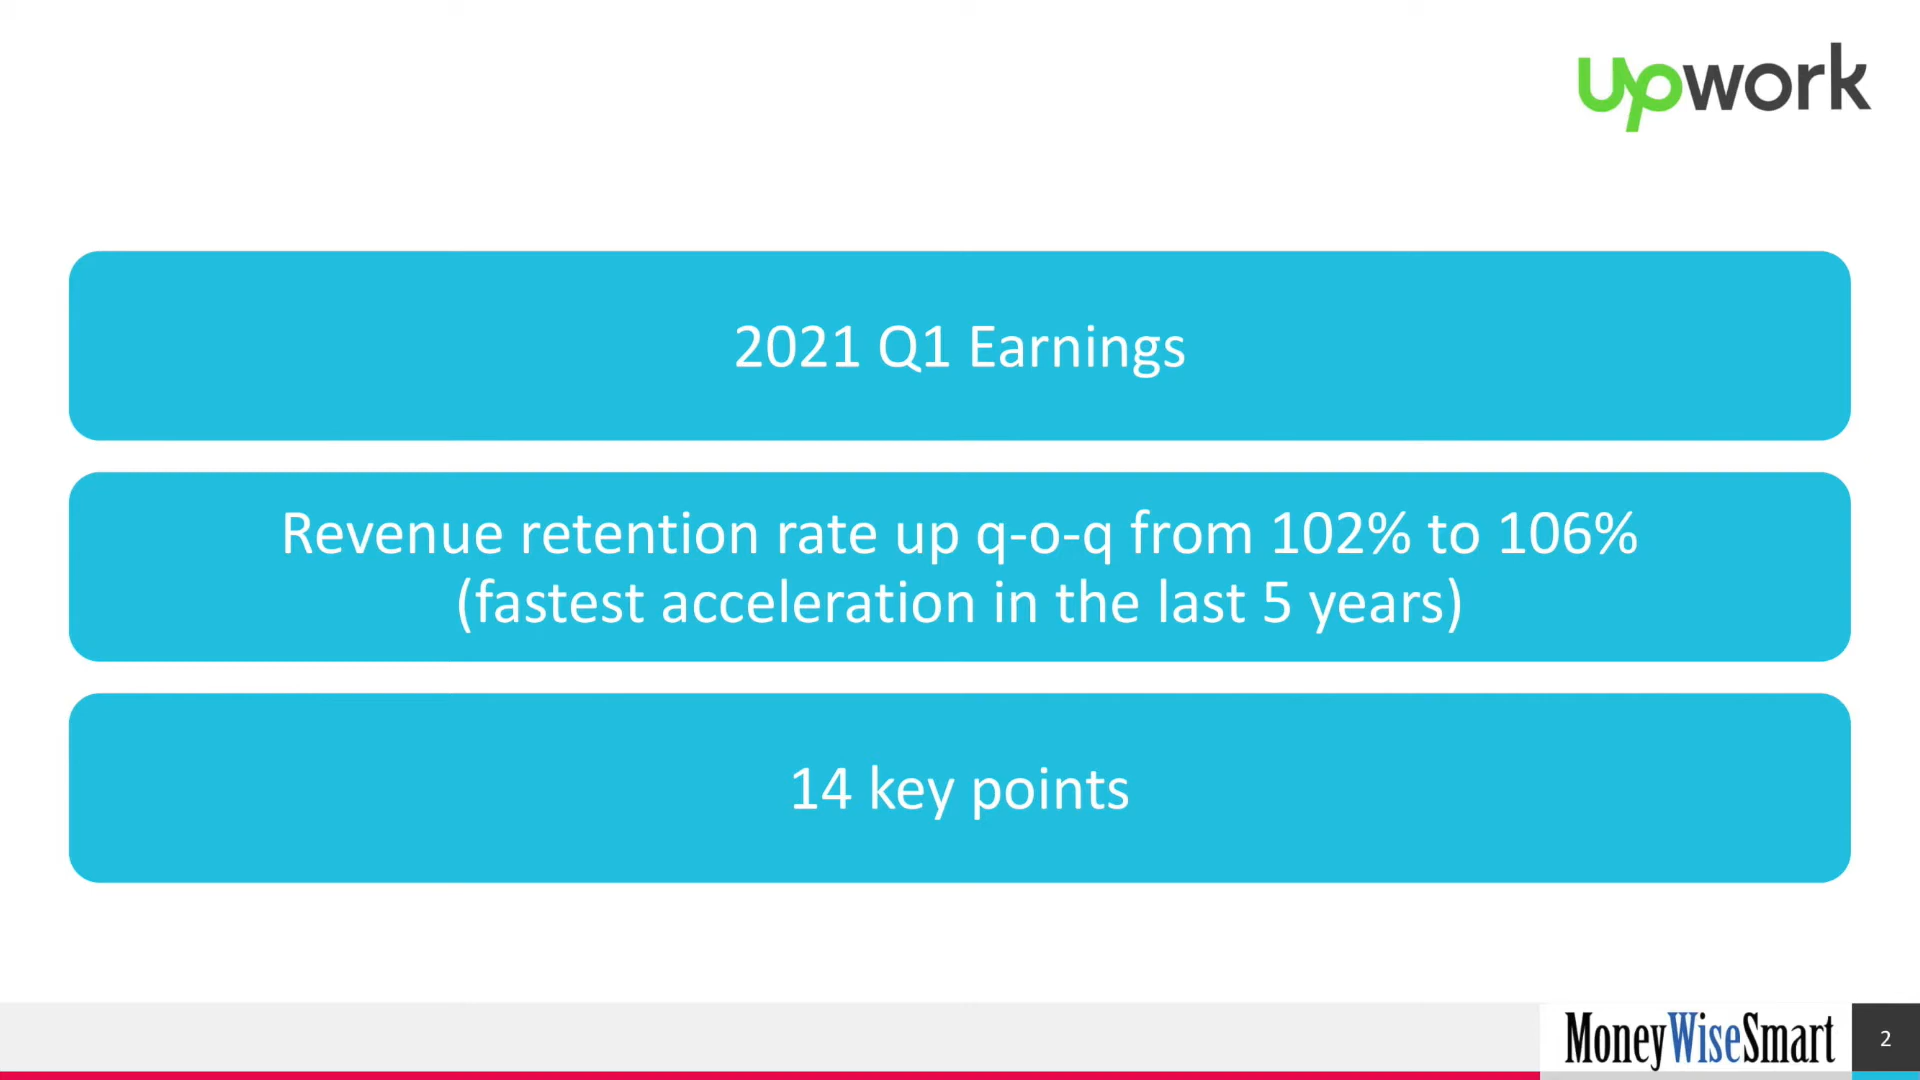 upwork
2021 Q1 Earnings
Revenue retention rate up q-o-q from 102% to 106%
(fastest acceleration in the last 5 years)
14 key points
MoneyWiseSmart
2